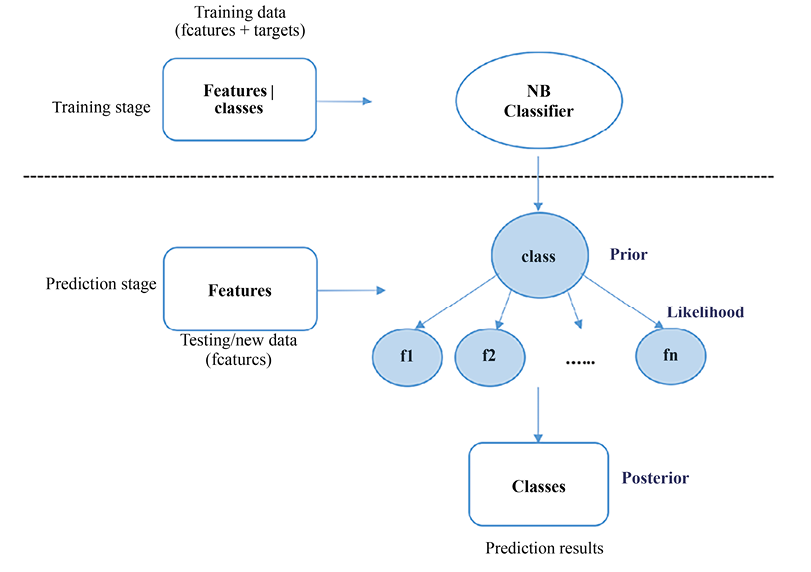 Training data
(fcatures + targets)
Training stage
Features |
classes
NB
Classifier
class
Prior
Prediction stage
Features
Likelihood
Testing/new data
(fcaturcs)
f1
f2
......
fn
Classes
Posterior
Prediction results